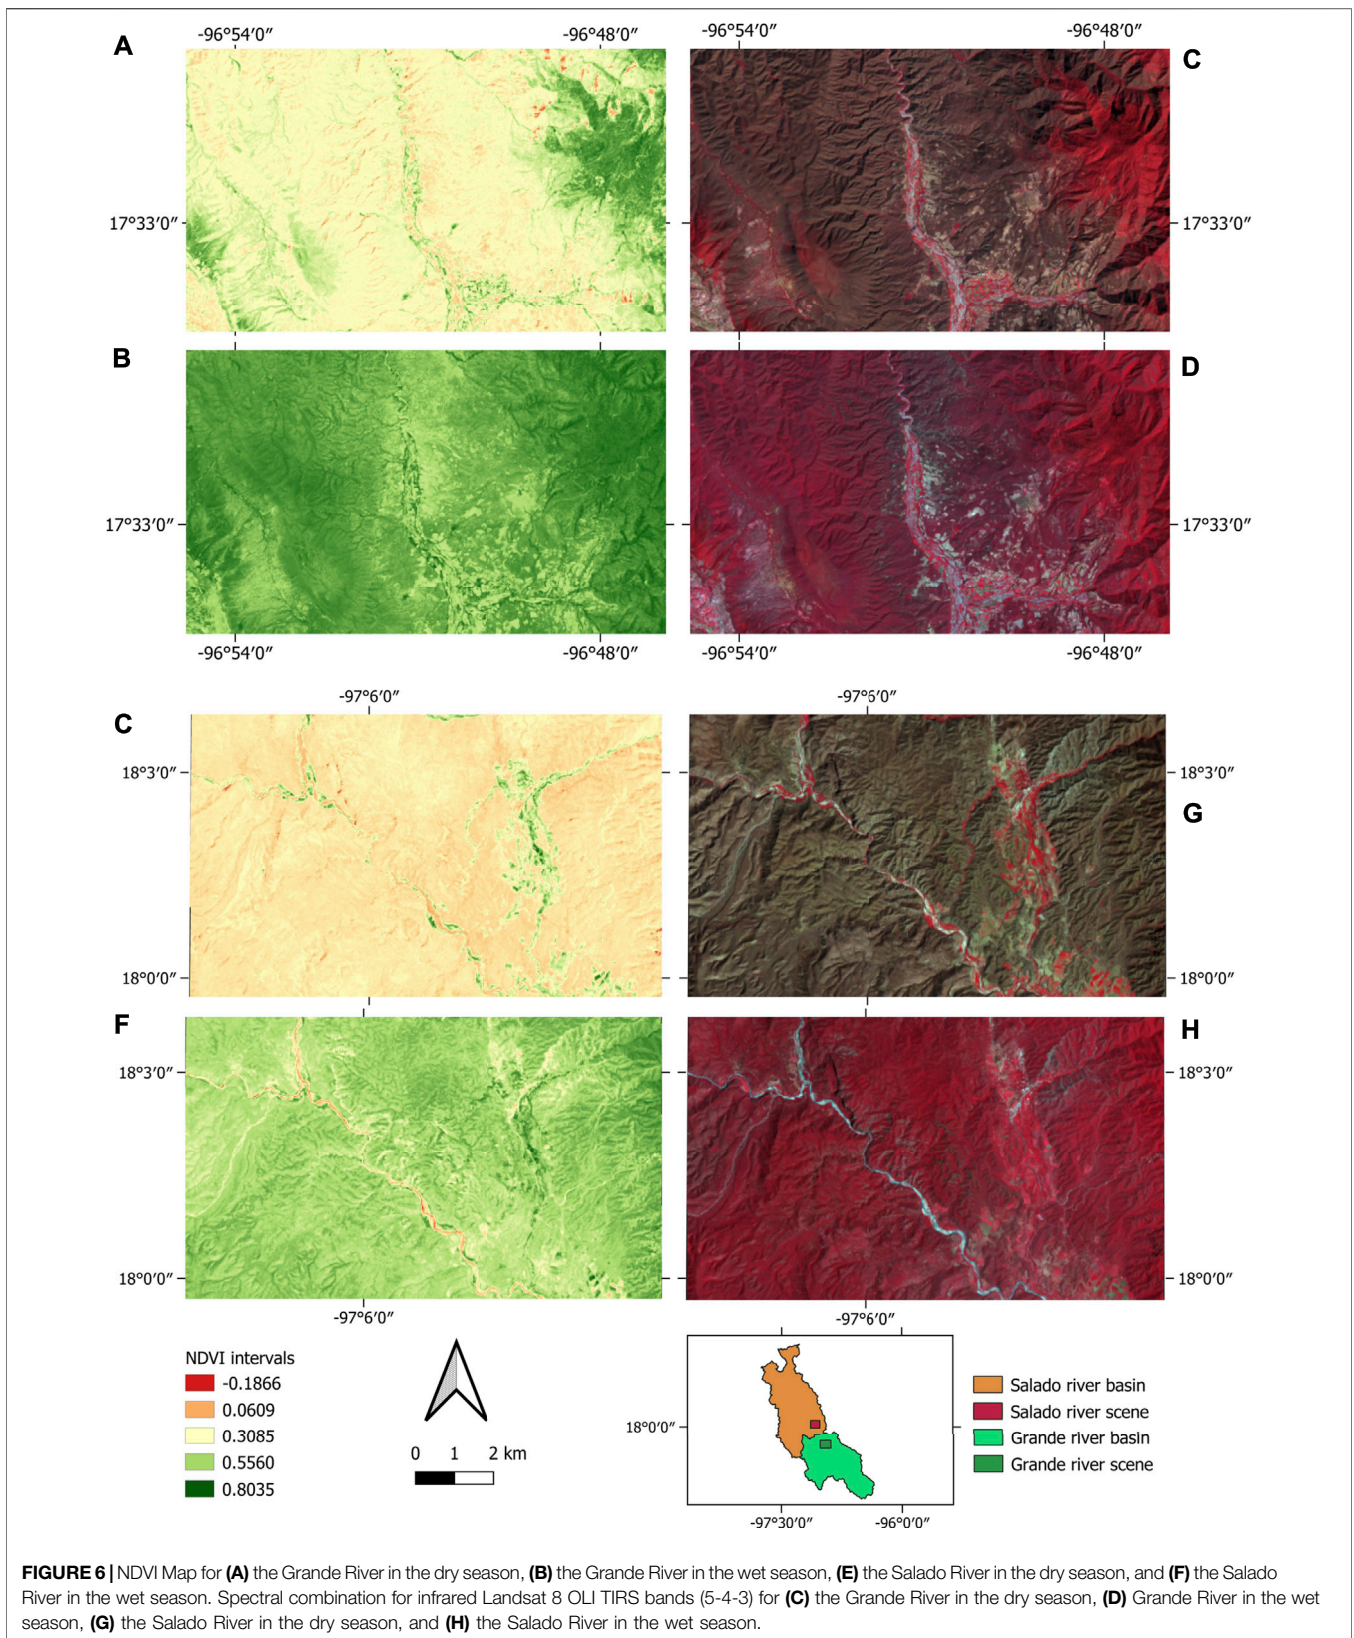 -96°54′0″ -96°48′0″ -96°54′0″ -96°48′0″
A C
17°33′0″ 17°33′0″
B D
17°33′0″ 17°33′0″
-96°54′0″ -96°48′0″ -96°54′0″ -96°48′0″
-97°6′0″ -97°6′0″
C
18°3′0″ 18°3′0″
G
18°0′0″ 18°0′0″
F H
18°3′0″ 18°3′0″
18°0′0″ 18°0′0″
-97°6′0″ -97°6′0″
NDVI intervals
-0.1866
0.0609
0.3085
0.5560
0.8035
0 1 2 km
18°0′0″
-97°30′0″ -96°0′0″
Salado river basin
Salado river scene
Grande river basin
Grande river scene
FIGURE 6 | NDVI Map for (A) the Grande River in the dry season, (B) the Grande River in the wet season, (E) the Salado River in the dry season, and (F) the Salado
River in the wet season. Spectral combination for infrared Landsat 8 OLI TIRS bands (5-4-3) for (C) the Grande River in the dry season, (D) Grande River in the wet
season, (G) the Salado River in the dry season, and (H) the Salado River in the wet season.